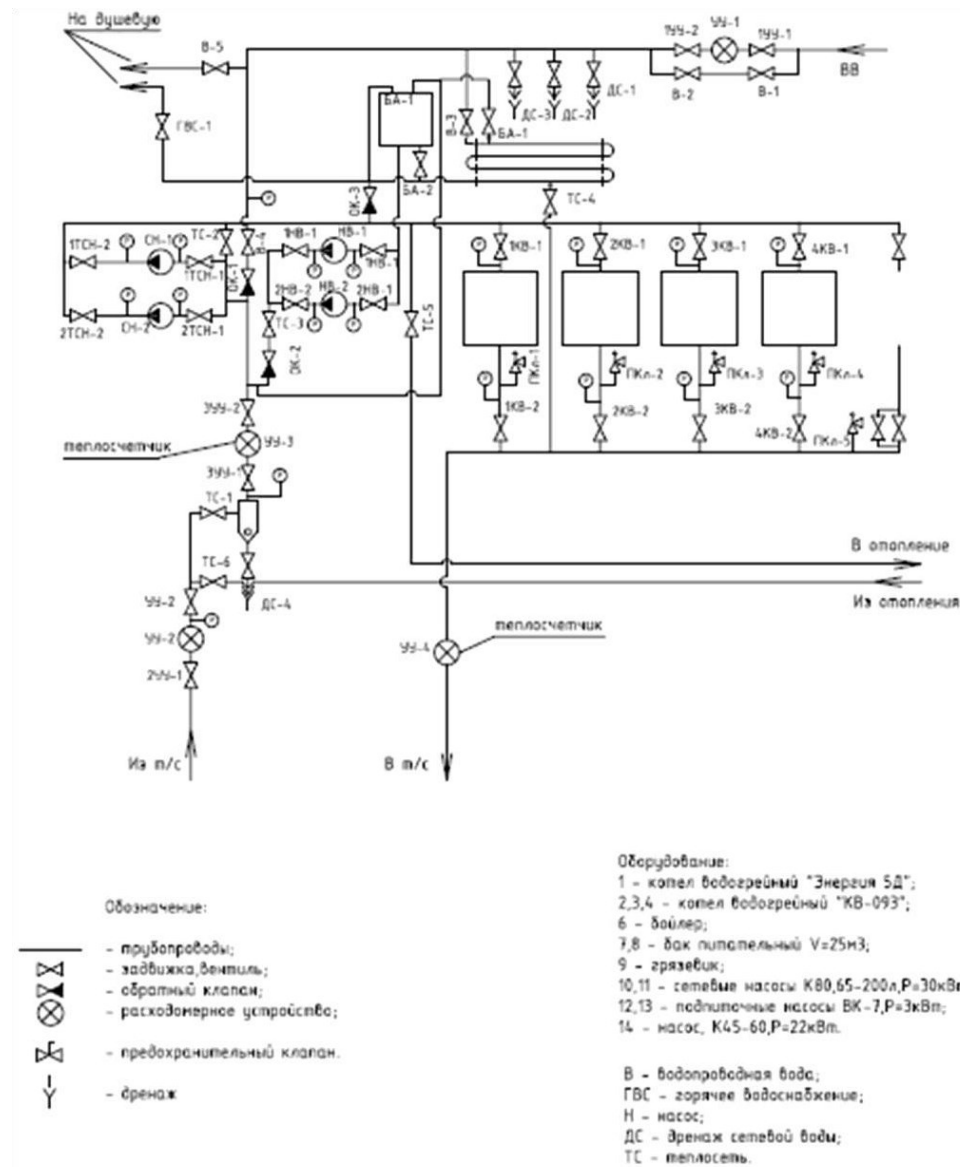 На душевую
В-5
1УУ-2
УУ-1
1УУ-1
ВВ
В-2
В-1
ДС-1
ДС-3
ДС-2
БА-1
В-3
БА-1
ГВС-1
БА-2
ОК-3
ТС-4
1ТСН-2
СН-1
ТС-2
В-4
1НВ-1
НВ-1
1НВ-1
1КВ-1
2КВ-1
3КВ-1
4КВ-1
1ТСН-1
ОК-1
2НВ-2
НВ-2
2НВ-1
2ТСН-2
СН-2
2ТСН-1
ТС-3
ТС-5
ОК-2
ПКл-1
ПКл-2
ПКл-3
ПКл-4
3УУ-2
1КВ-2
2КВ-2
3КВ-2
4КВ-2
ПКл-5
теплосчетчик
УУ-3
3УУ-1
ТС-1
В отопление
ТС-6
УУ-2
ДС-4
Из отопления
УУ-2
УУ-4
теплосчетчик
2УУ-1
Из т/с
В т/с
Обозначение:
- трубопроводы;
- задвижка,вентиль;
- обратный клапан;
- расходомерное устройство;
- предохранительный клапан.
- дренаж
Оборудование:
1 - котел водогрейный "Энергия 5Д";
2,3,4 - котел водогрейный "КВ-093";
6 - бойлер;
7,8 - бак питательный V=25м3;
9 - грязевик;
10,11 - сетевые насосы К80,65-200л,Р=30кВт
12,13 - подпиточные насосы ВК-7,Р=3кВт;
14 - насос, К45-60,Р=22кВт.
В - водопроводная вода;
ГВС - горячее водоснабжение;
Н - насос;
ДС - дренаж сетевой воды;
ТС - теплосеть.